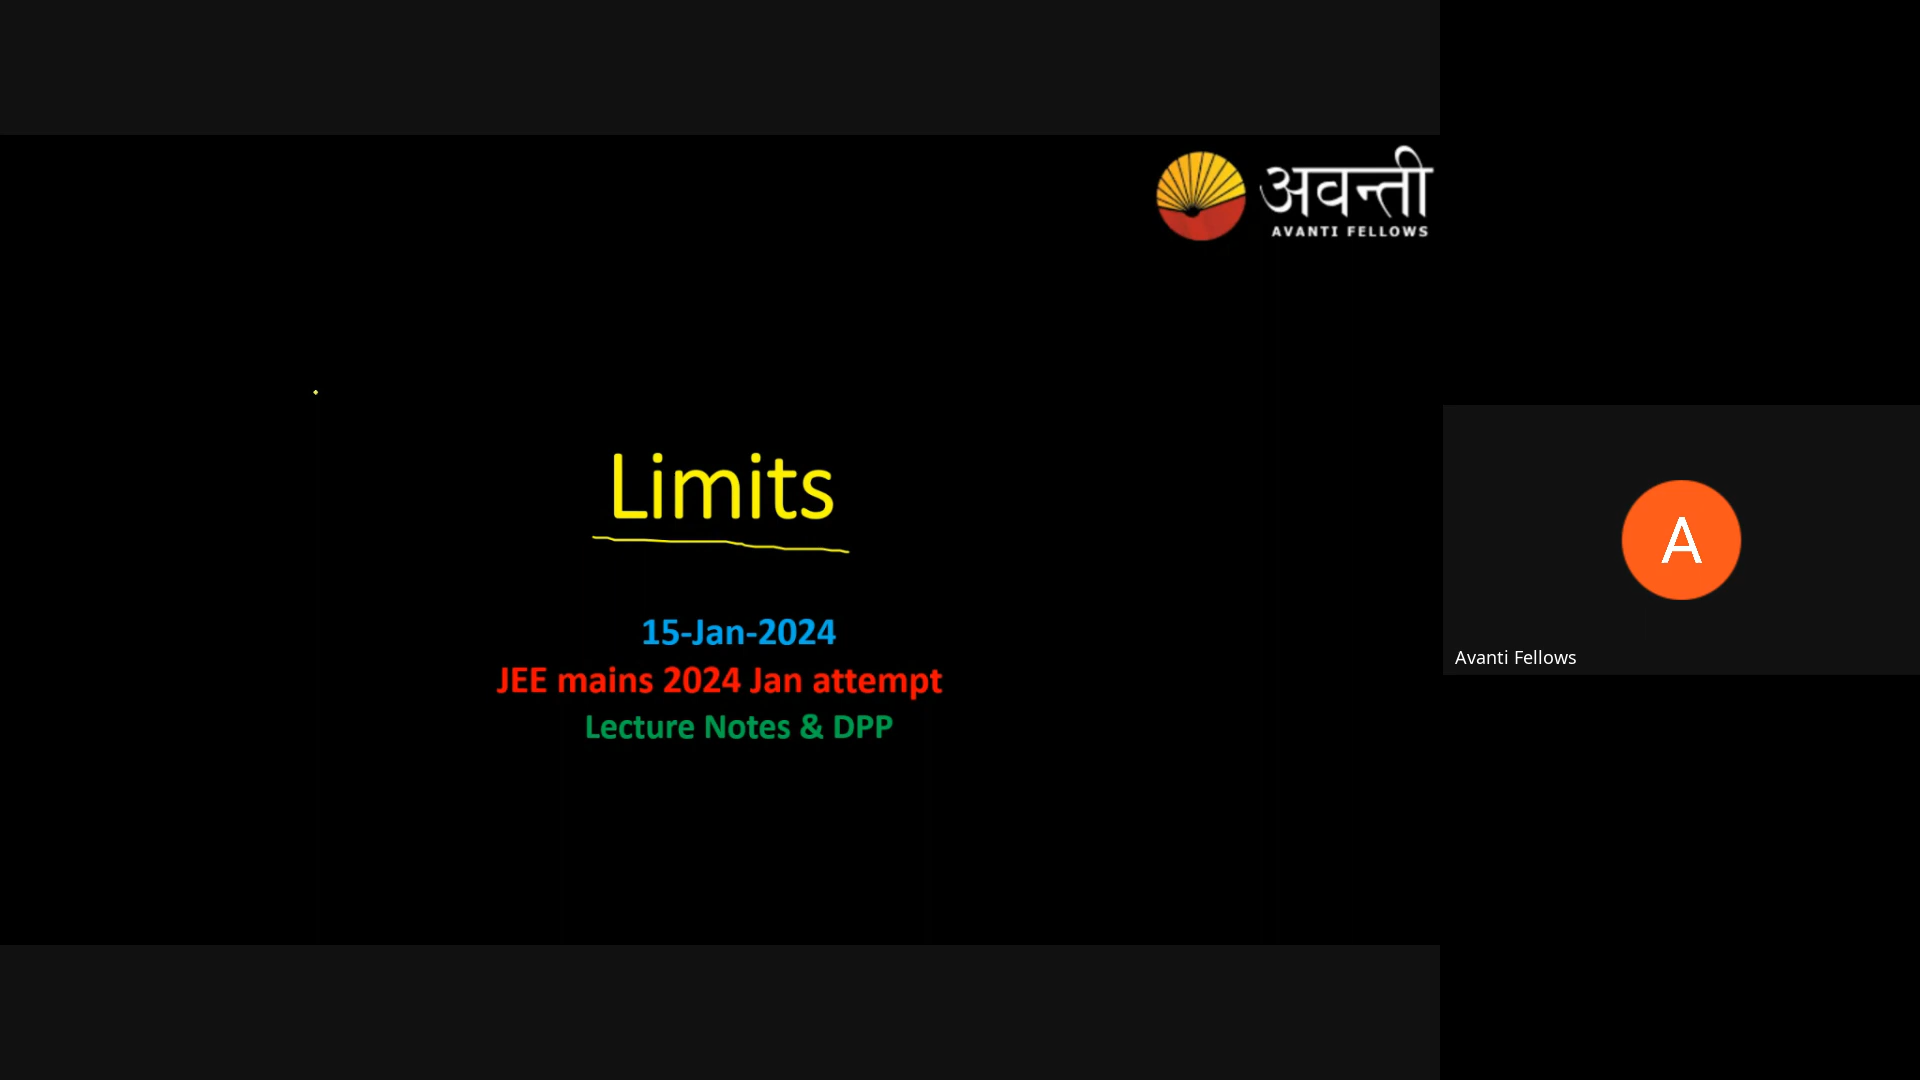 अवन्ती
AVANTI FELLOWS
Limits
15-Jan-2024
JEE mains 2024 Jan attempt
Lecture Notes & DPP
A
Avanti Fellows